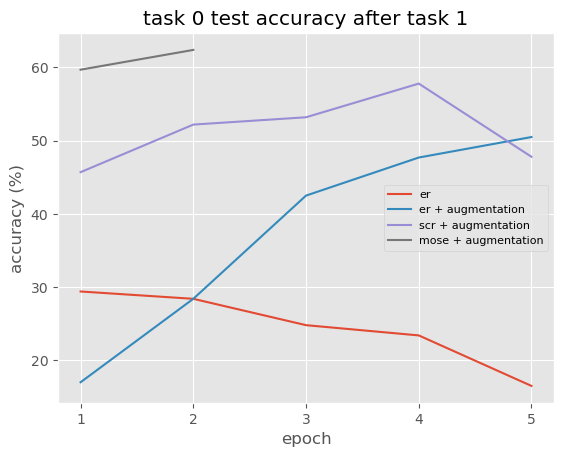 task 0 test accuracy after task 1
accuracy (%)
60
50
40
30
20
er
er + augmentation
scr + augmentation
mose + augmentation
1 2 3 4 5
epoch